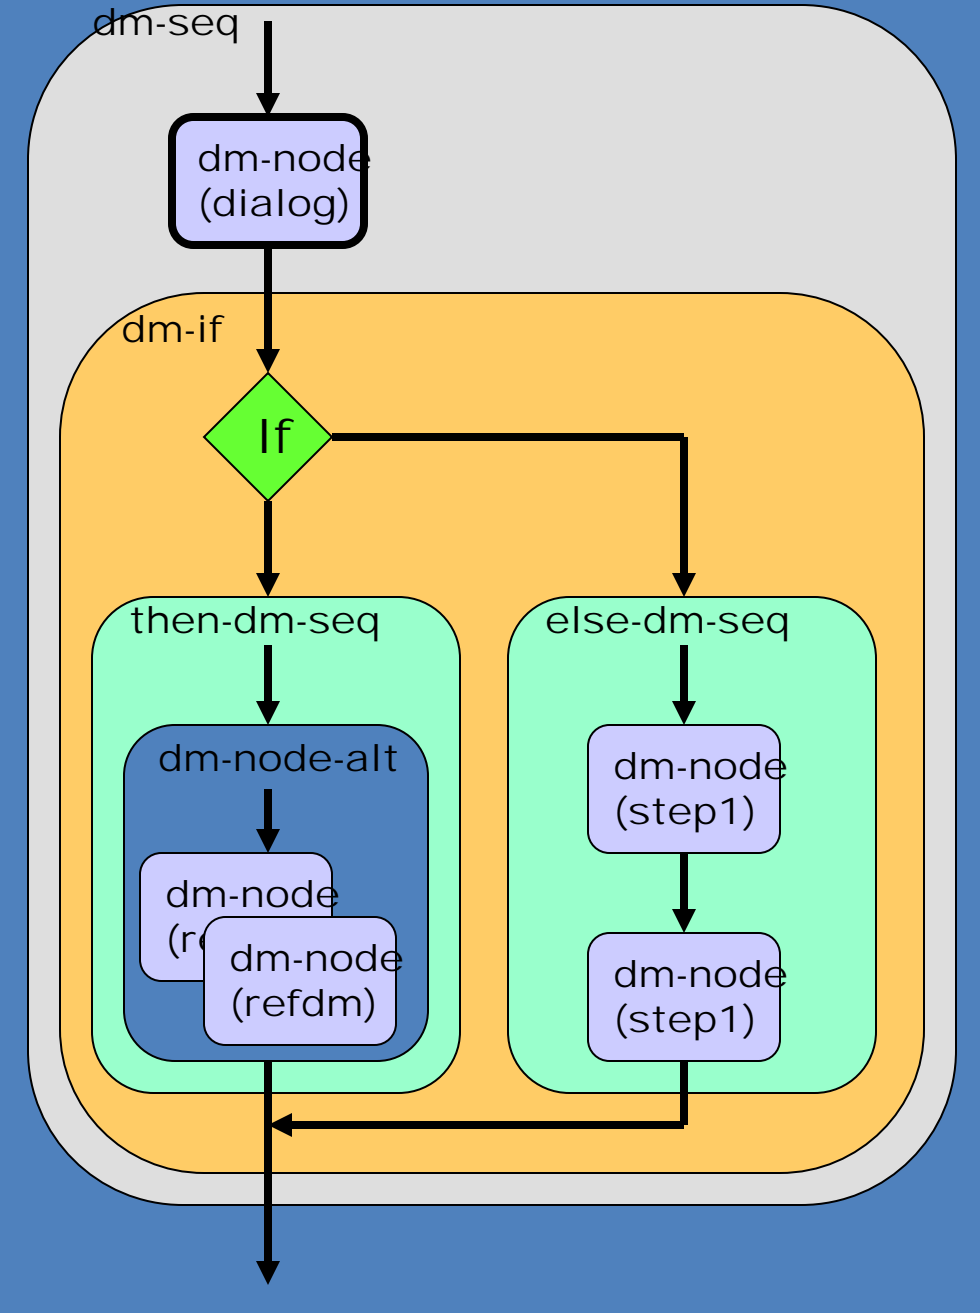 dm-seq
dm-node
(dialog)
dm-if
If
then-dm-seq
else-dm-seq
dm-node-alt
dm-node
(step1)
dm-node
dm-node
(refdm)
dm-node
(step1)